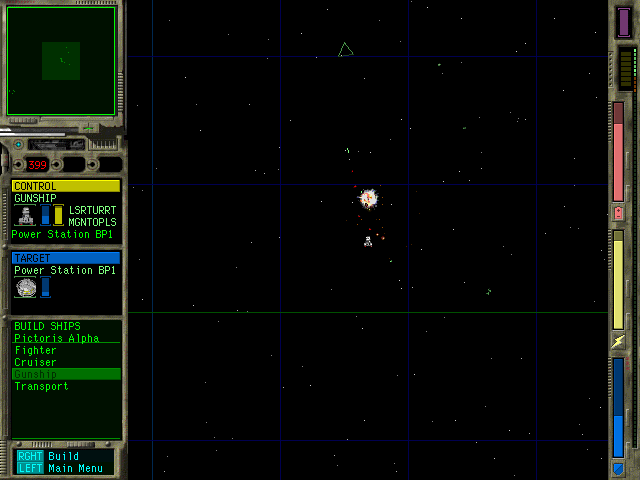 399
CONTROL
GUNSHIP
LSRTURRT
MGNTOPLS
Power Station BP1
TARGET
Power Station BP1
BUILD SHIPS
Pictoris Alpha
Fighter
Cruiser
Gunship
Transport
RGHT Build
LEFT Main Menu